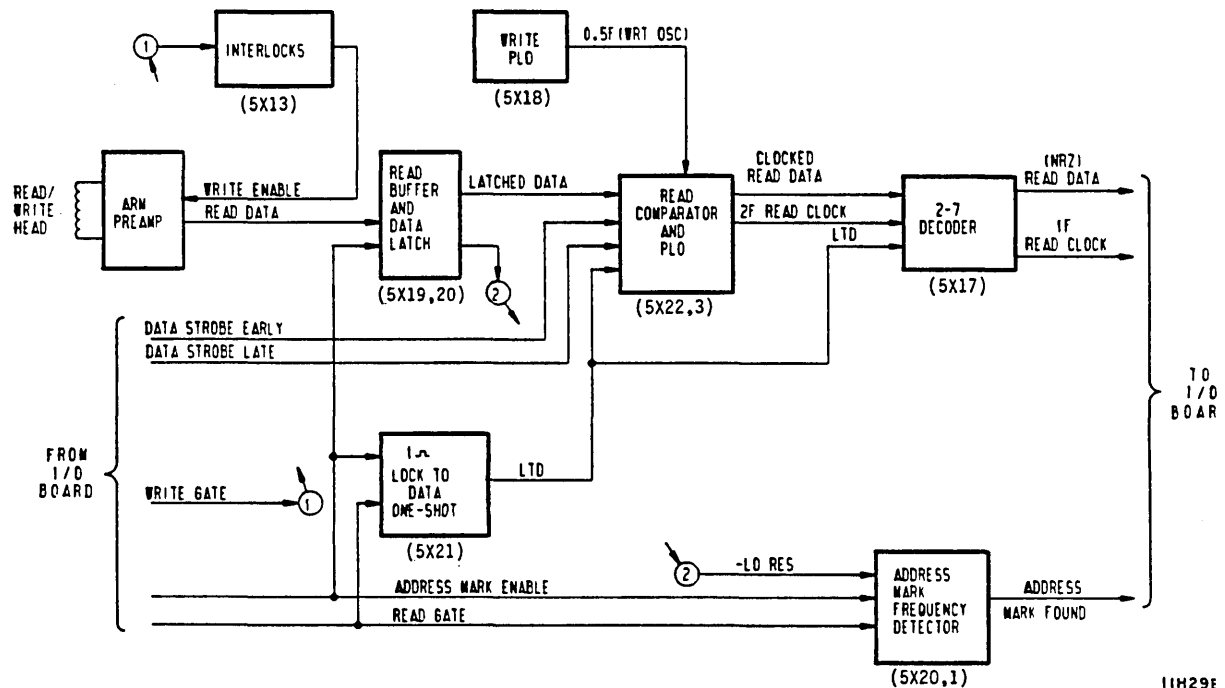 1
INTERLOCKS
(5X13)
WRITE
PLO
(5X18)
0.5F(WRT OSC)
READ/
WRITE
HEAD
ARM
PREAMP
WRITE ENABLE
READ DATA
READ
BUFFER
AND
DATA
LATCH
(5X19,20)
LATCHED DATA
2
READ
COMPARATOR
AND
PLO
(5X22,3)
CLOCKED
READ DATA
2F READ CLOCK
LTD
2-7
DECODER
(5X17)
(NRZ)
READ DATA
1F
READ CLOCK
DATA STROBE EARLY
DATA STROBE LATE
FROM
I/O
BOARD
WRITE GATE
1
LOCK TO
DATA
ONE-SHOT
(5X21)
LTD
TO
I/O
BOAR
2
-LO RES
ADDRESS MARK ENABLE
READ GATE
ADDRESS
MARK
FREQUENCY
DETECTOR
(5X20,1)
ADDRESS
MARK FOUND
11H29